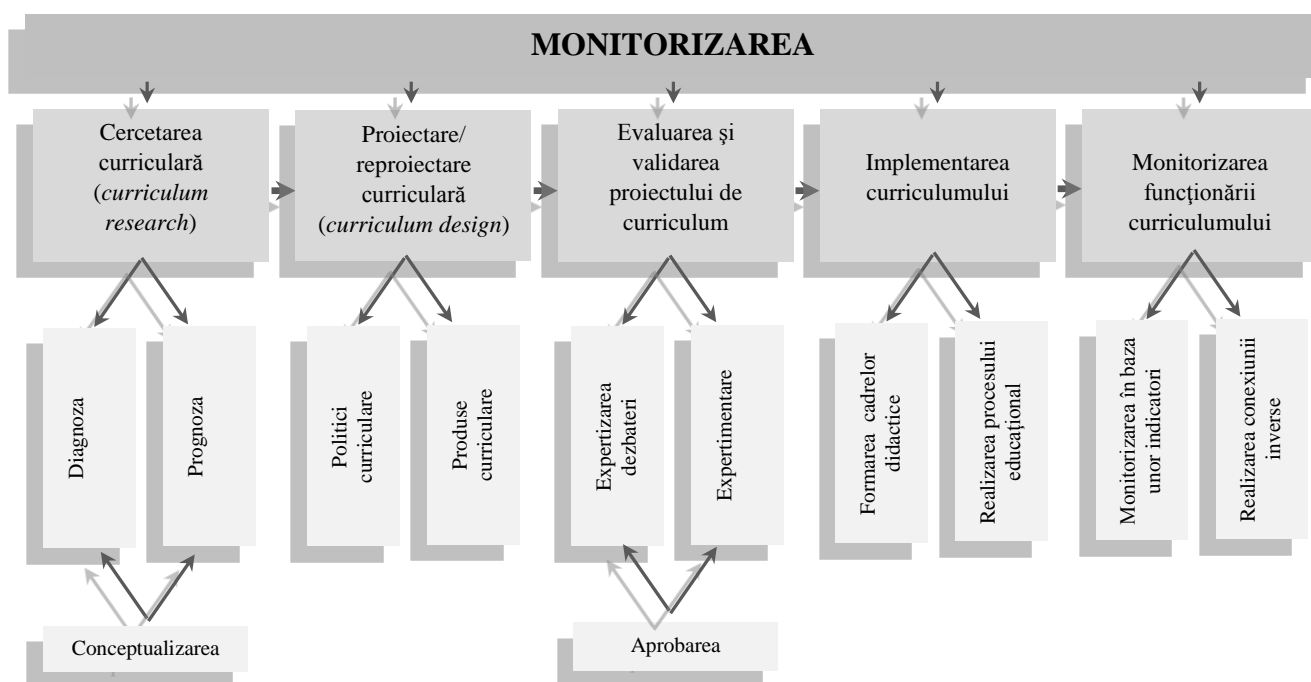 MONITORIZAREA
Cercetarea
curriculară
(curriculum
research)
Proiectare/
reproiectare
curriculară
(curriculum design)
Evaluarea şi
validarea
proiectului de
curriculum
Implementarea
curriculumului
Monitorizarea
funcţionării
curriculumului
Diagnoza
Prognoza
Politici
curriculare
Produse
curriculare
Expertizarea
dezbateri
Expertimentare
Formarea cadrelor
didactice
Realizarea procesului
educaţional
Monitorizarea în baza
unor indicatori
Realizarea conexiunii
inverse
Conceptualizarea
Aprobarea